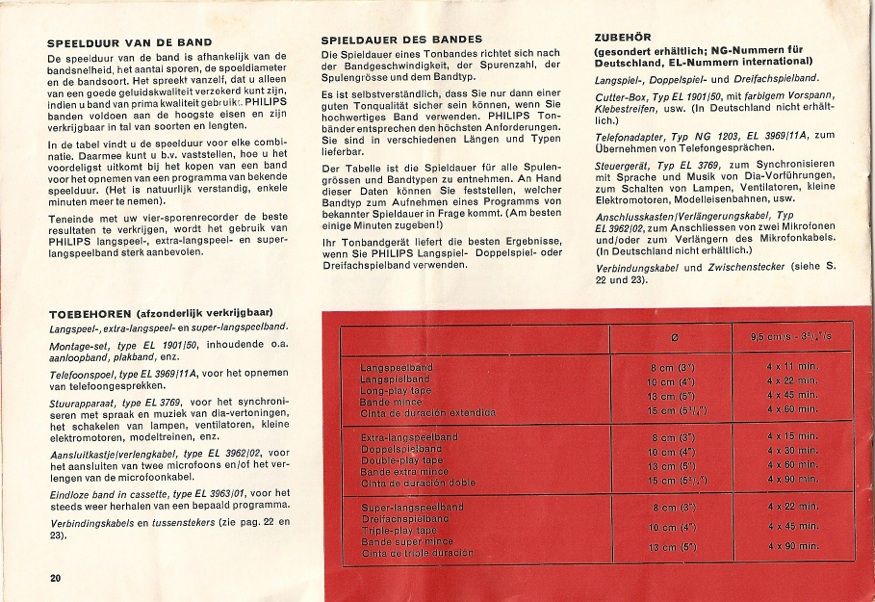 SPEELDUUR VAN DE BAND
De speelduur van de band is afhankelijk van de
bandsnelheid, het aantal sporen, de spoeldiameter
en de bandsoort. Het spreekt vanzelf, dat u alleen
van een goede geluidskwaliteit verzekerd kunt zijn,
indien u band van prima kwaliteit gebruikt. PHILIPS
banden voldoen aan de hoogste eisen en zijn
verkrijgbaar in tal van soorten en lengten.
In de tabel vindt u de speelduur voor elke combi-
natie. Daarmee kunt u b.v. vaststellen, hoe u het
voordeligst uitkomt bij het kopen van een band
voor het opnemen van een programma van bekende
speelduur. (Het is natuurlijk verstandig, enkele
minuten meer te nemen).
Teneinde met uw vier-sporenrecorder de beste
resultaten te verkrijgen, wordt het gebruik van
PHILIPS langspeel-, extra-langspeel- en super-
langspeelband sterk aanbevolen.
TOEBEHOREN (afzonderlijk verkrijgbaar)
Langspeel-, extra-langspeel- en super-langspeelband.
Montage-set, type EL 1901/50, inhoudende o.a.
aanloopband, plakband, enz.
Telefoonspoel, type EL 3969/11A, voor het opnemen
van telefoongesprekken.
Stuurapparaat, type EL 3769, voor het synchroni-
seren met spraak en muziek van dia-vertoningen,
het schakelen van lampen, ventilatoren, kleine
elektromotoren, modeltreinen, enz.
Aansluitkastje/verlengkabel, type EL 3962/02, voor
het aansluiten van twee microfoons en/of het ver-
lengen van de microfoonkabel.
Eindloze band in cassette, type EL 3963/01, voor het
steeds weer herhalen van een bepaald programma.
Verbindingskabels en tussenstekers (zie pag. 22 en
23).
20
SPIELDAUER DES BANDES
Die Spieldauer eines Tonbandes richtet sich nach
der Bandgeschwindigkeit, der Spurenzahl, der
Spulengrösse und dem Bandtyp.
Es ist selbstverständlich, dass Sie nur dann einer
guten Tonqualität sicher sein können, wenn Sie
hochwertiges Band verwenden. PHILIPS Ton-
bänder entsprechen den höchsten Anforderungen.
Sie sind in verschiedenen Längen und Typen
lieferbar.
Der Tabelle ist die Spieldauer für alle Spulen-
grössen und Bandtypen zu entnehmen. An Hand
dieser Daten können Sie feststellen, welcher
Bandtyp zum Aufnehmen eines Programms von
bekannter Spieldauer in Frage kommt. (Am besten
einige Minuten zugeben!)
Ihr Tonbandgerät liefert die besten Ergebnisse,
wenn Sie PHILIPS Langspiel- Doppelspiel- oder
Dreifachspielband verwenden.
ZUBEHÖR
(gesondert erhältlich; NG-Nummern für
Deutschland, EL-Nummern international)
Langspiel-, Doppelspiel- und Dreifachspielband.
Cutter-Box, Typ EL 1901/50, mit farbigem Vorspann,
Klebestreifen, usw. (In Deutschland nicht erhält-
lich.)
Telefonadapter, Typ NG 1203, EL 3969/11A, zum
Übernehmen von Telefongesprächen.
Steuergerät, Typ EL 3769, zum Synchronisieren
mit Sprache und Musik von Dia-Vorführungen,
zum Schalten von Lampen, Ventilatoren, kleine
Elektromotoren, Modelleisenbahnen, usw.
Anschlusskasten/Verlängerungskabel, Typ
EL 3962/02, zum Anschliessen von zwei Mikrofonen
und/oder zum Verlängern des Mikrofonkabels.
(In Deutschland nicht erhältlich.)
Verbindungskabel und Zwischenstecker (siehe S.
22 und 23).
Ø 9,5 cm/s - 3³/₄"/s
Langspeelband 8 cm (3") 4 x 11 min.
Langspielband 10 cm (4") 4 x 22 min.
Long-play tape 13 cm (5") 4 x 45 min.
Bande mince
Cinta de duración extendida 15 cm (5³/₄") 4 x 60 min.
Extra-langspeelband 8 cm (3") 4 x 15 min.
Doppelspielband 10 cm (4") 4 x 30 min.
Double-play tape 13 cm (5") 4 x 60 min.
Bande extra mince
Cinta de duración doble 15 cm (5³/₄") 4 x 90 min.
Super-langspeelband 8 cm (3") 4 x 22 min.
Dreifachspielband
Triple-play tape 10 cm (4") 4 x 45 min.
Bande super mince
Cinta de triple duración 13 cm (5") 4 x 90 min.